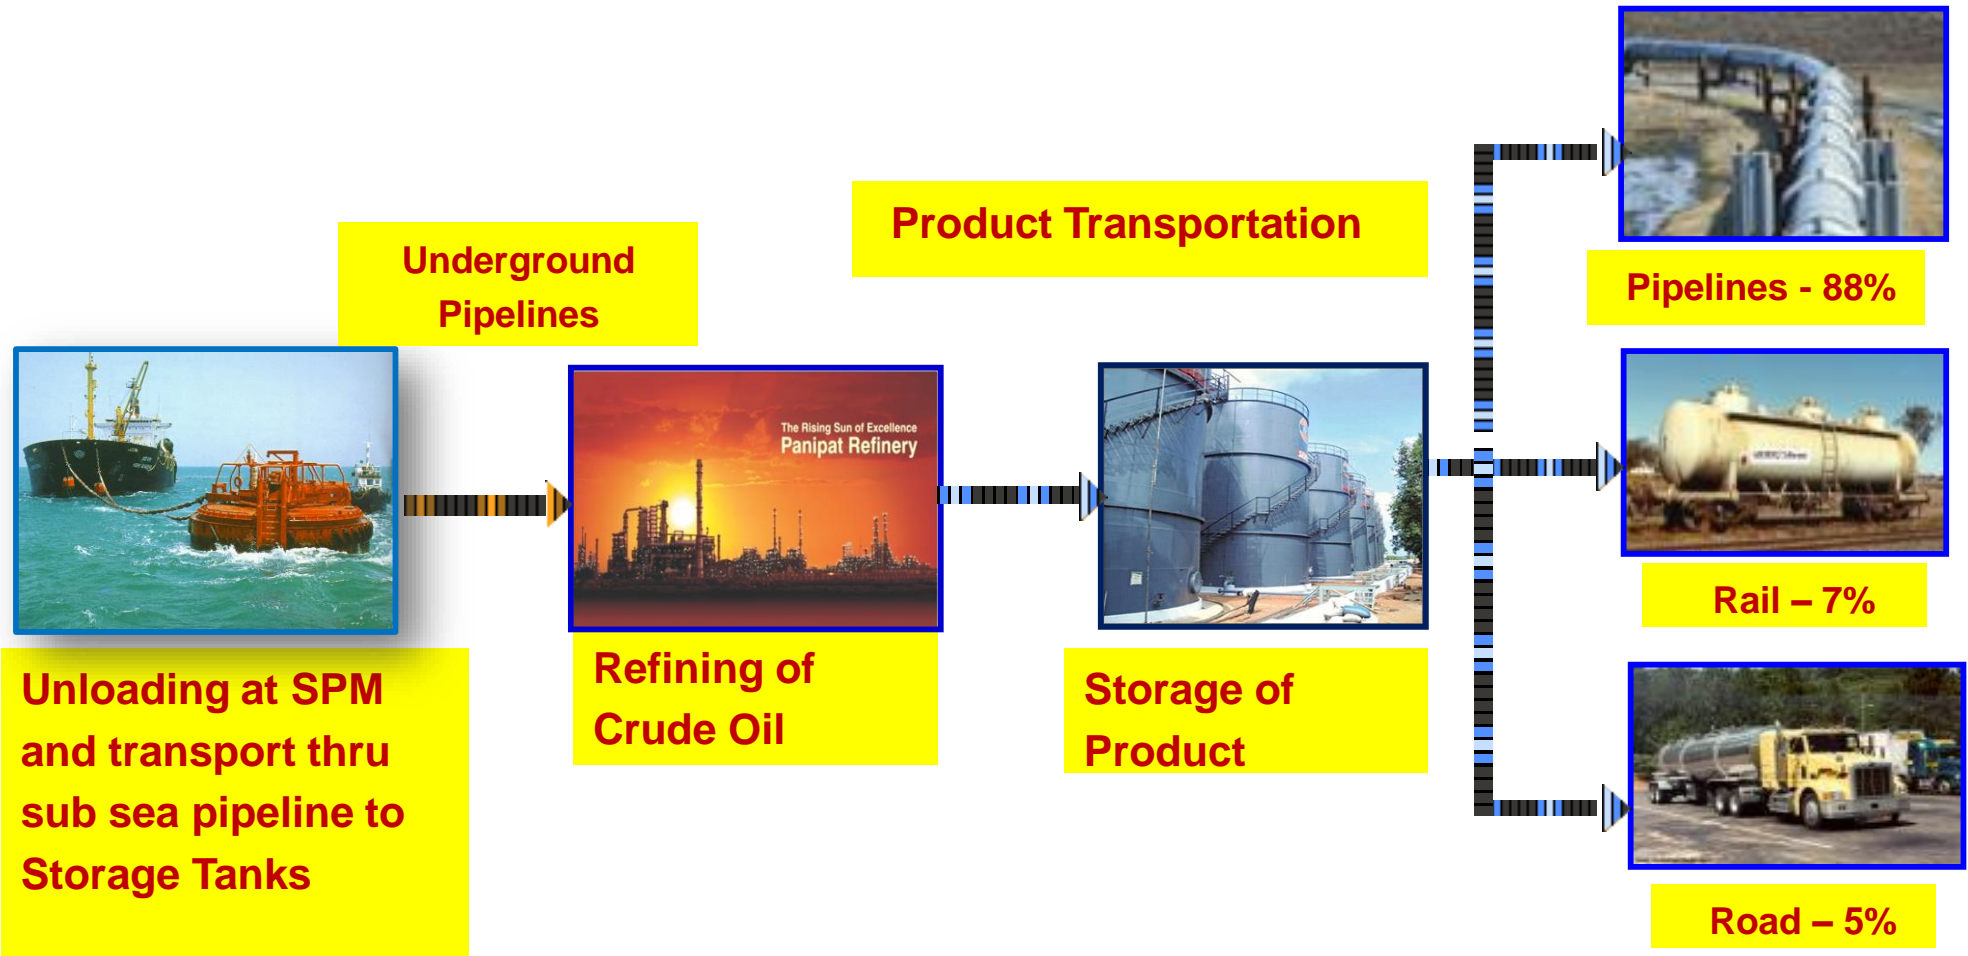 Underground
Pipelines
Product Transportation
Pipelines - 88%
The Rising Sun of Excellence
Panipat Refinery
Unloading at SPM
and transport thru
sub sea pipeline to
Storage Tanks
Refining of
Crude Oil
Storage of
Product
Rail – 7%
Road – 5%